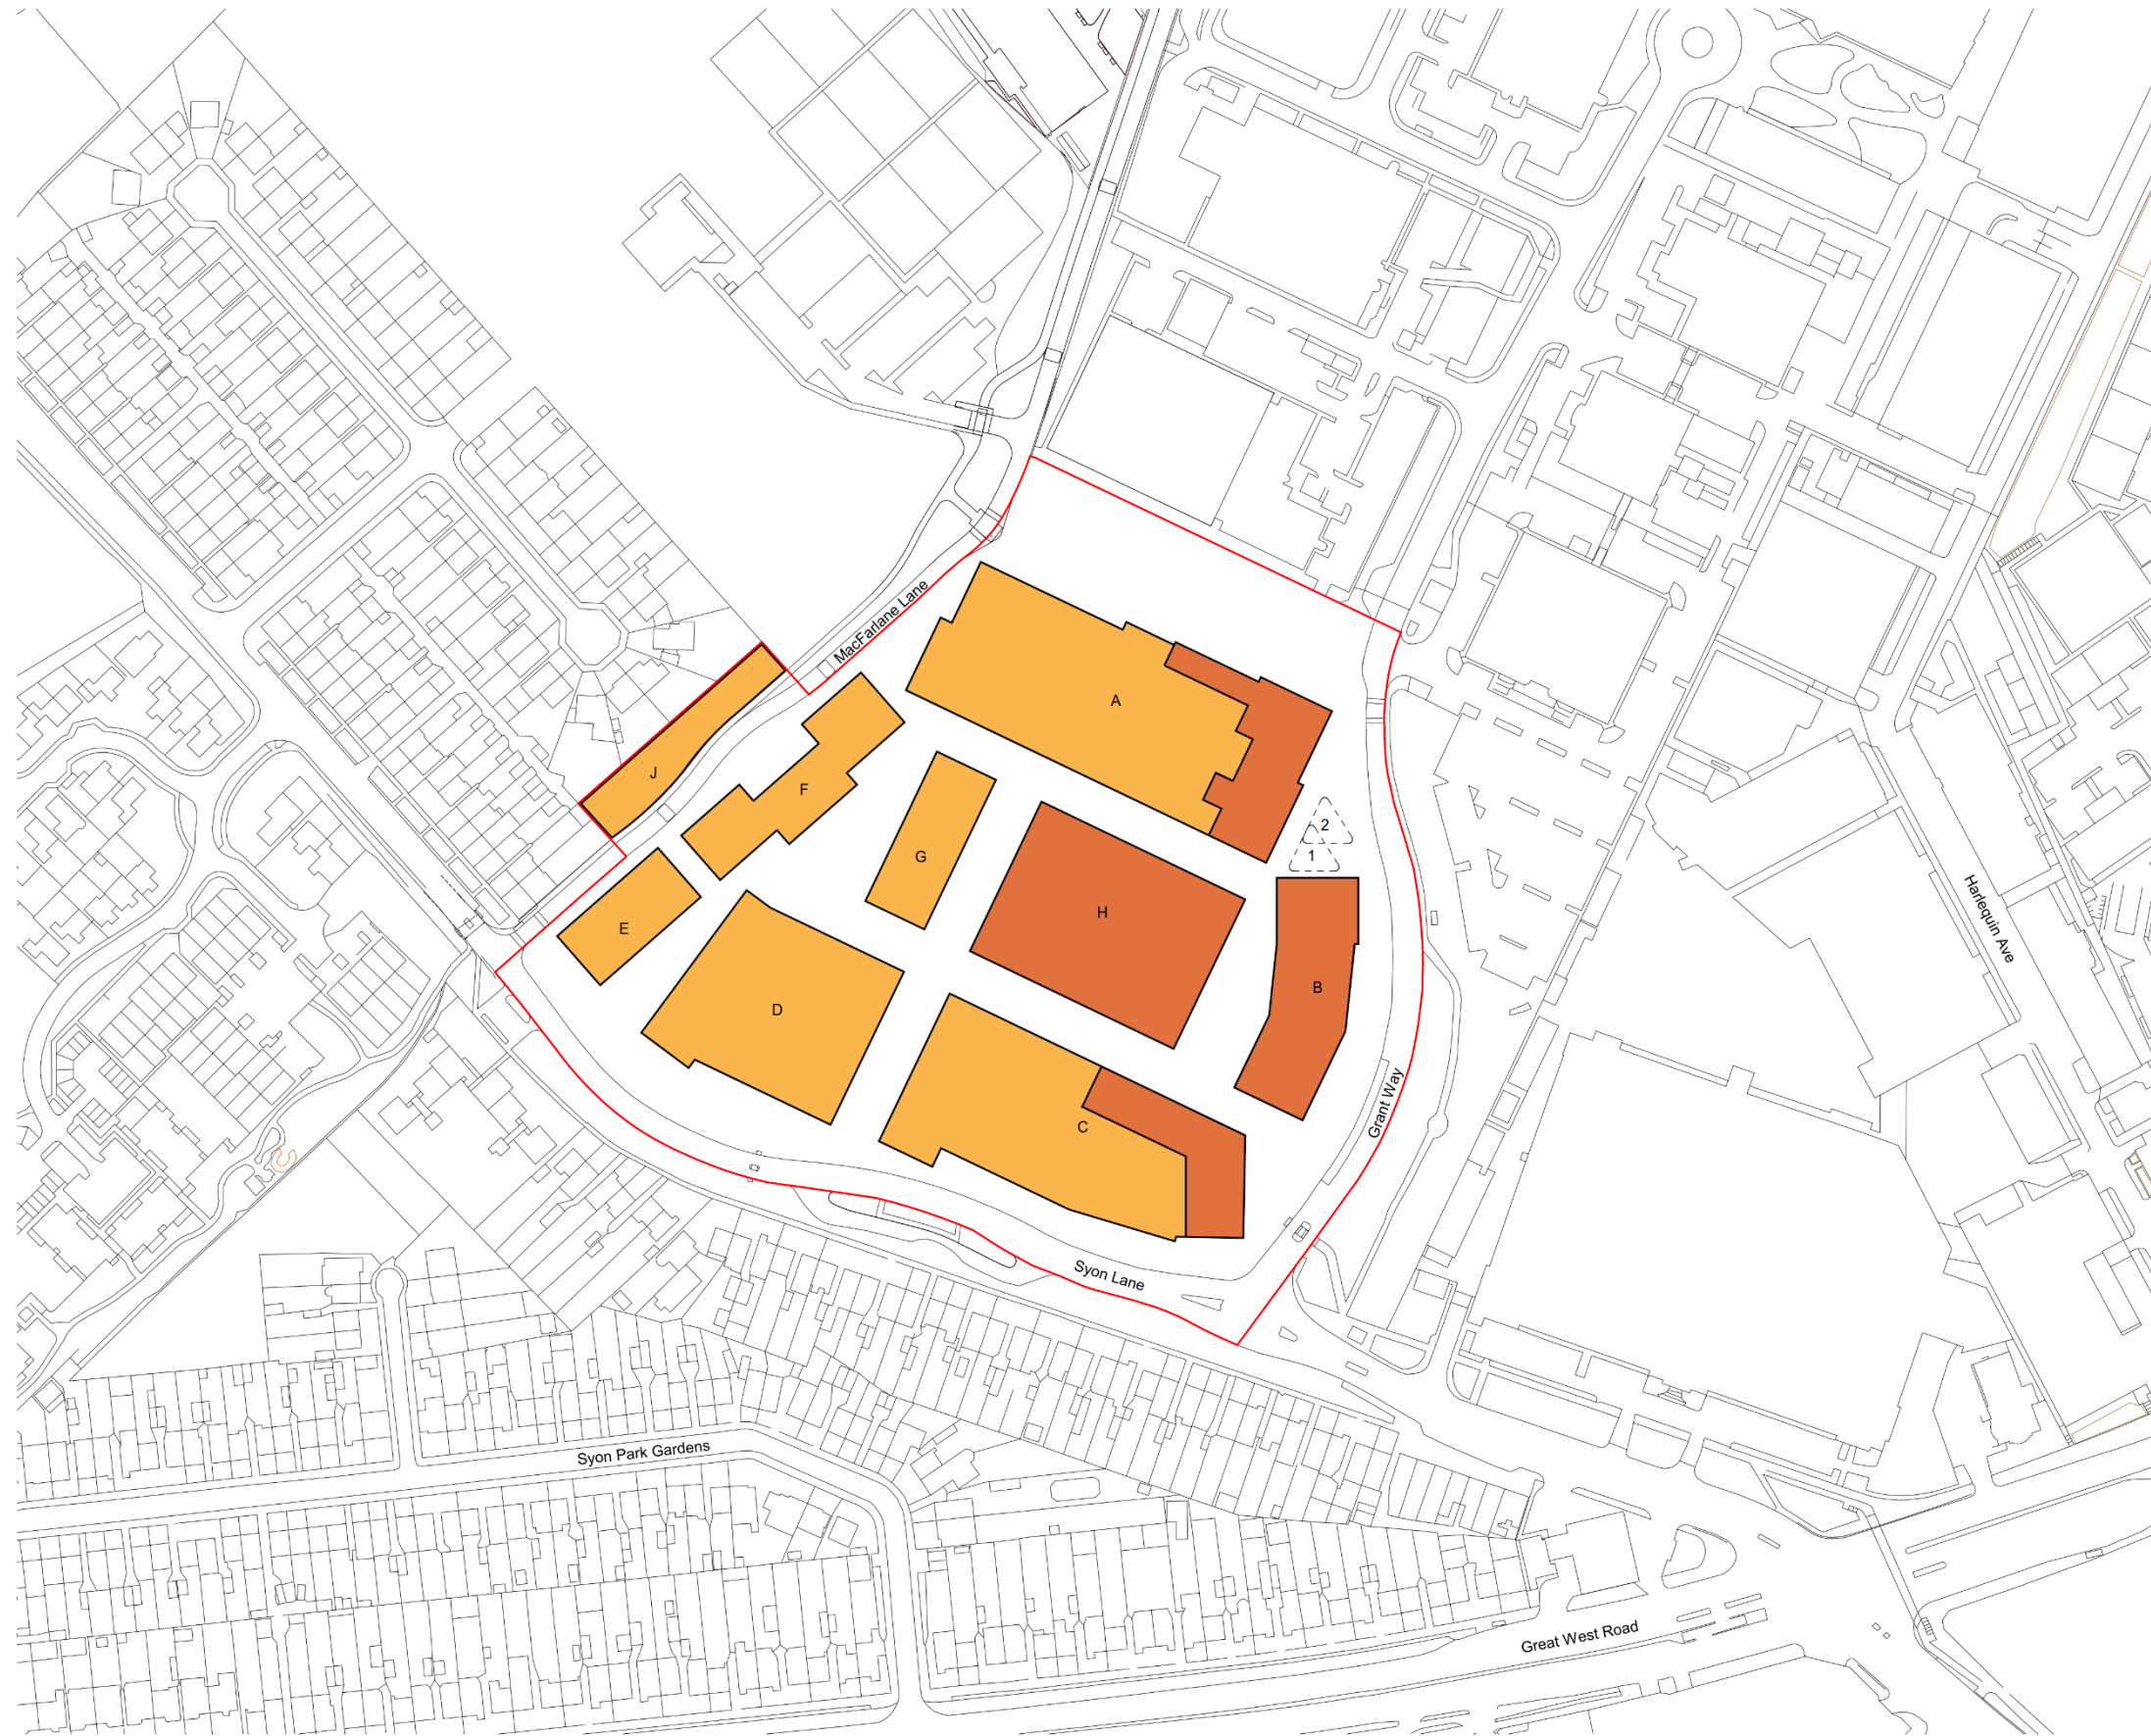 MacFarlane Lane
A
J
F
2
1
G
H
E
B
D
Harlequin Ave
Grant Way
C
Syon Lane
Syon Park Gardens
Great West Road